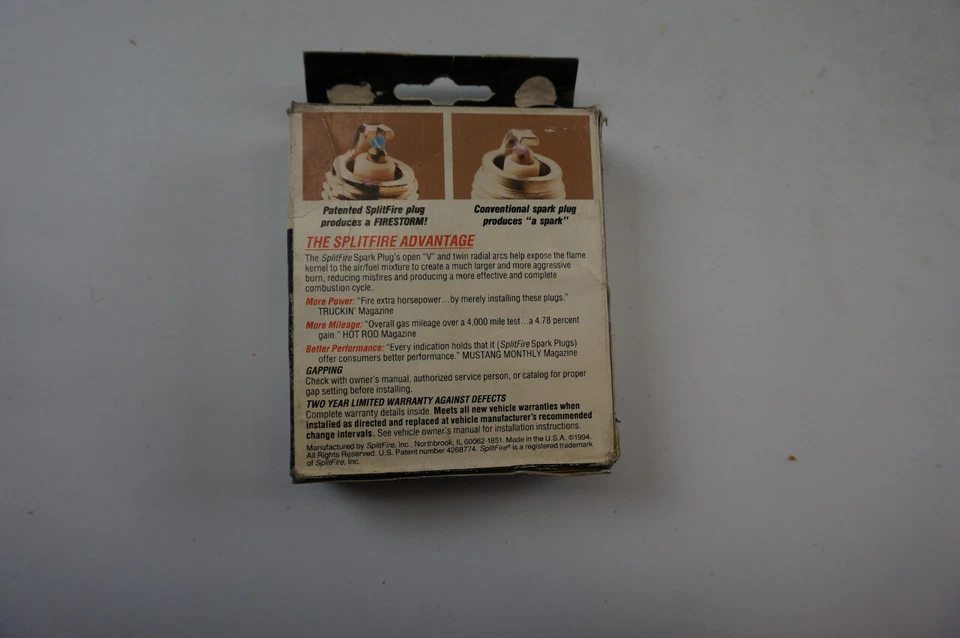 Patented SplitFire plug
produces a FIRESTORM!
Conventional spark plug
produces "a spark"
THE SPLITFIRE ADVANTAGE
The SplitFire Spark Plug's open "V" and twin radial arcs help expose the flame
kernel to the air/fuel mixture to create a much larger and more aggressive
burn, reducing misfires and producing a more effective and complete
combustion cycle.
More Power: "Fire extra horsepower...by merely installing these plugs."
TRUCKIN' Magazine
More Mileage: "Overall gas mileage over a 4,000 mile test...a 4.78 percent
gain." HOT ROD Magazine
Better Performance: "Every indication holds that it (SplitFire Spark Plugs)
offer consumers better performance." MUSTANG MONTHLY Magazine
GAPPING
Check with owner's manual, authorized service person, or catalog for proper
gap setting before installing.
TWO YEAR LIMITED WARRANTY AGAINST DEFECTS
Complete warranty details inside. Meets all new vehicle warranties when
installed as directed and replaced at vehicle manufacturer's recommended
change intervals. See vehicle owner's manual for installation instructions.
Manufactured by SplitFire, Inc., Northbrook, IL 60062-1851. Made in the U.S.A. ©1994,
All Rights Reserved. U.S. Patent number 4268774. SplitFire® is a registered trademark
of SplitFire, Inc.